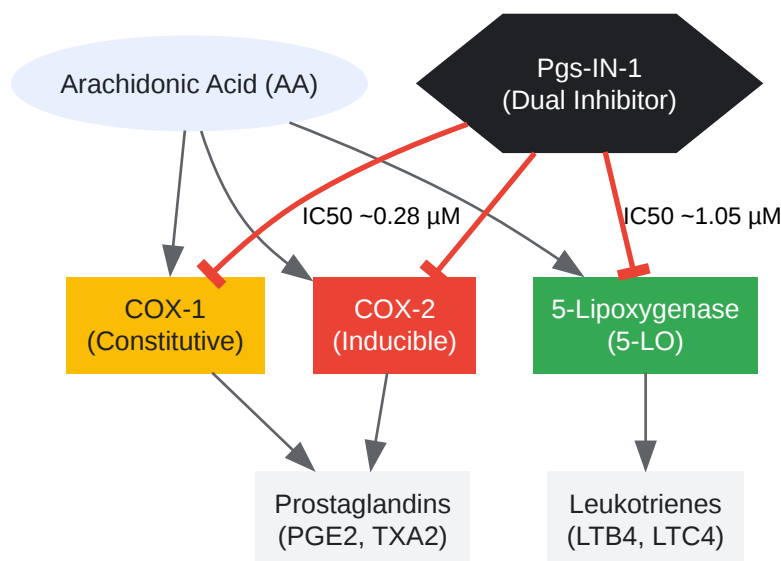 Arachidonic Acid (AA)
Pgs-IN-1
(Dual Inhibitor)
IC50 ~0.28 µM
IC50 ~1.05 µM
COX-1
(Constitutive)
COX-2
(Inducible)
5-Lipoxygenase
(5-LO)
Prostaglandins
(PGE2, TXA2)
Leukotrienes
(LTB4, LTC4)